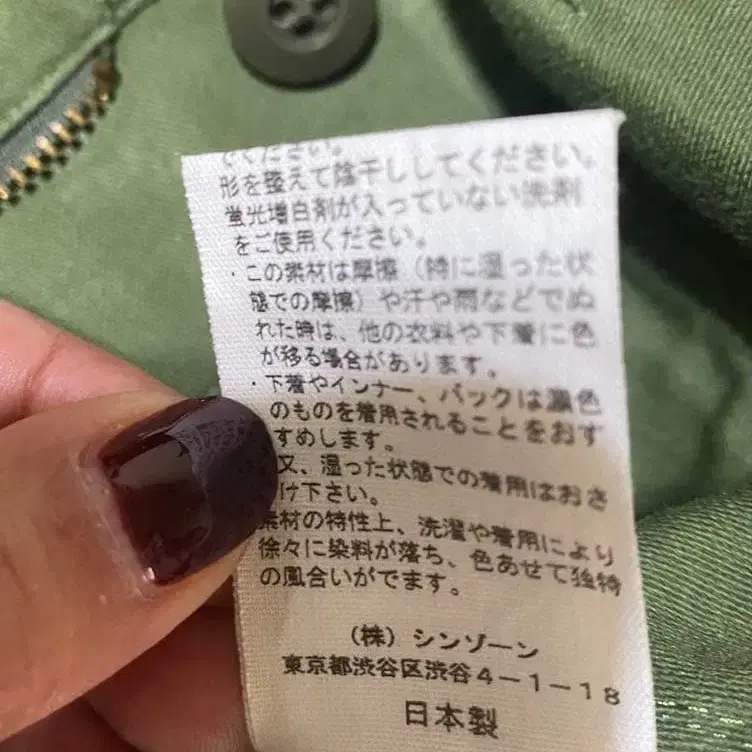 でください。
形を整えて陰干ししてください。
蛍光増白剤が入っていない洗剤
をご使用ください。
・この素材は摩擦（特に湿った状
態での摩擦）や汗や雨などでぬ
れた時は、他の衣料や下着に色
が移る場合があります。
・下着やインナー、バックは濃色
のものを着用されることをおす
すめします。
又、湿った状態での着用はおさ
け下さい。
素材の特性上、洗濯や着用により
徐々に染料が落ち、色あせて独特
の風合いがでます。
（株）シンゾーン
東京都渋谷区渋谷４－１－１８
日本製